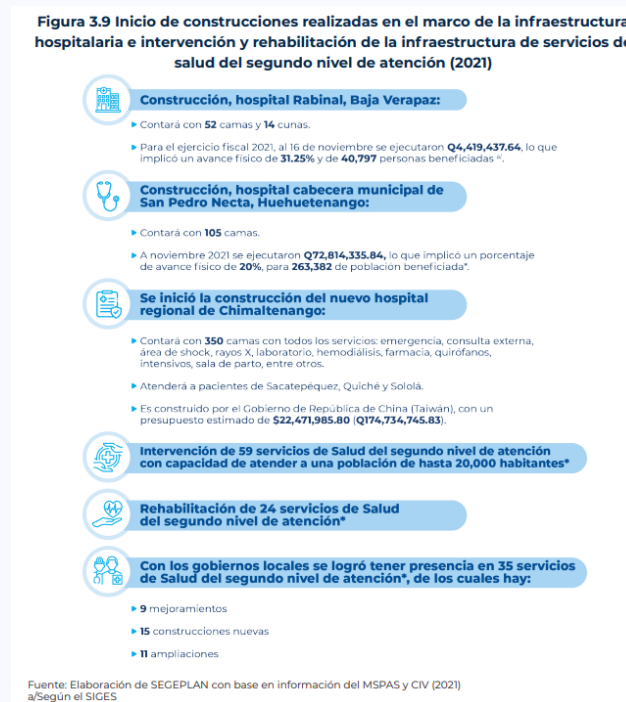 Figura 3.9 Inicio de construcciones realizadas en el marco de la infraestructura
hospitalaria e intervención y rehabilitación de la infraestructura de servicios de
salud del segundo nivel de atención (2021)
Construcción, hospital Rabinal, Baja Verapaz:
Contará con 52 camas y 14 cunas.
Para el ejercicio fiscal 2021, al 16 de noviembre se ejecutaron Q4,419,437.64, lo que
implicó un avance físico de 31.25% y de 40,797 personas beneficiadas a/.
Construcción, hospital cabecera municipal de
San Pedro Necta, Huehuetenango:
Contará con 105 camas.
A noviembre 2021 se ejecutaron Q72,814,335.84, lo que implicó un porcentaje
de avance físico de 20%, para 263,382 de población beneficiada*.
Se inició la construcción del nuevo hospital
regional de Chimaltenango:
Contará con 350 camas con todos los servicios: emergencia, consulta externa,
área de shock, rayos X, laboratorio, hemodiálisis, farmacia, quirófanos,
intensivos, sala de parto, entre otros.
Atenderá a pacientes de Sacatepéquez, Quiché y Sololá.
Es construido por el Gobierno de República de China (Taiwán), con un
presupuesto estimado de $22,471,985.80 (Q174,734,745.83).
Intervención de 59 servicios de Salud del segundo nivel de atención
con capacidad de atender a una población de hasta 20,000 habitantes*
Rehabilitación de 24 servicios de Salud
del segundo nivel de atención*
Con los gobiernos locales se logró tener presencia en 35 servicios
de Salud del segundo nivel de atención*, de los cuales hay:
9 mejoramientos
15 construcciones nuevas
11 ampliaciones
Fuente: Elaboración de SEGEPLAN con base en información del MSPAS y CIV (2021)
a/Según el SIGES